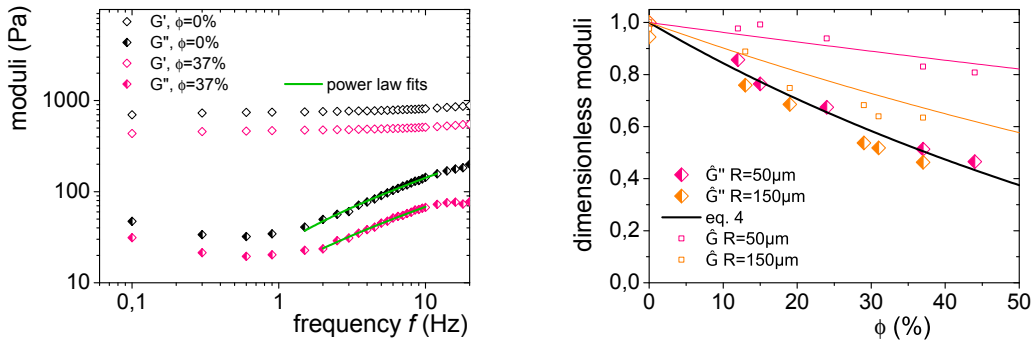 moduli (Pa)
G', ϕ=0%
G", ϕ=0%
G', ϕ=37%
G", ϕ=37%
power law fits
1000
100
10
0,1
1
10
frequency f (Hz)
dimensionless moduli
1,0
0,8
0,6
0,4
0,2
0,0
Ĝ" R=50µm
Ĝ" R=150µm
eq. 4
Ĝ R=50µm
Ĝ R=150µm
0
10
20
30
40
50
ϕ (%)